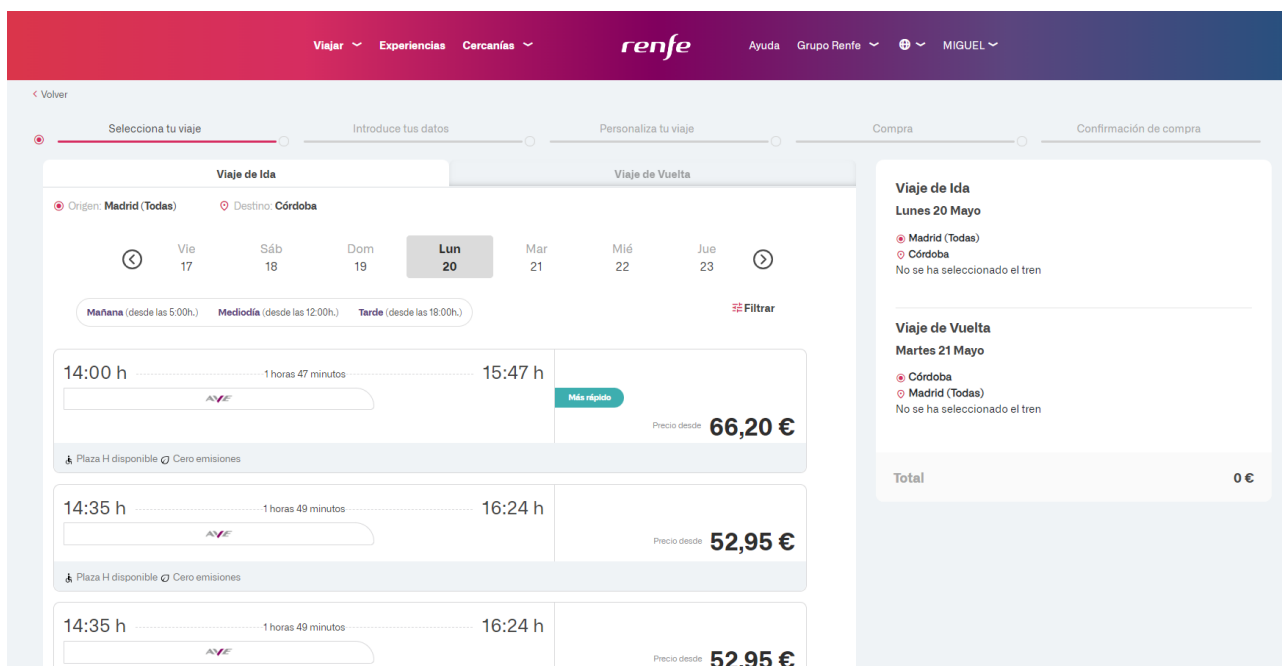 Viajar Experiencias Cercanías renfe Ayuda Grupo Renfe MIGUEL
Volver
Selecciona tu viaje Introduce tus datos Personaliza tu viaje Compra Confirmación de compra
Viaje de Ida Viaje de Vuelta
Origen: Madrid (Todas) Destino: Córdoba
Vie Sáb Dom Lun Mar Mié Jue
17 18 19 20 21 22 23
Mañana (desde las 5:00h.) Mediodía (desde las 12:00h.) Tarde (desde las 18:00h.) Filtrar
14:00 h 1 horas 47 minutos 15:47 h
AVE Más rápido
Precio desde 66,20 €
Plaza H disponible Cero emisiones
14:35 h 1 horas 49 minutos 16:24 h
AVE
Precio desde 52,95 €
Plaza H disponible Cero emisiones
14:35 h 1 horas 49 minutos 16:24 h
AVE
Precio desde 52,95 €
Viaje de Ida
Lunes 20 Mayo
Madrid (Todas)
Córdoba
No se ha seleccionado el tren
Viaje de Vuelta
Martes 21 Mayo
Córdoba
Madrid (Todas)
No se ha seleccionado el tren
Total 0 €